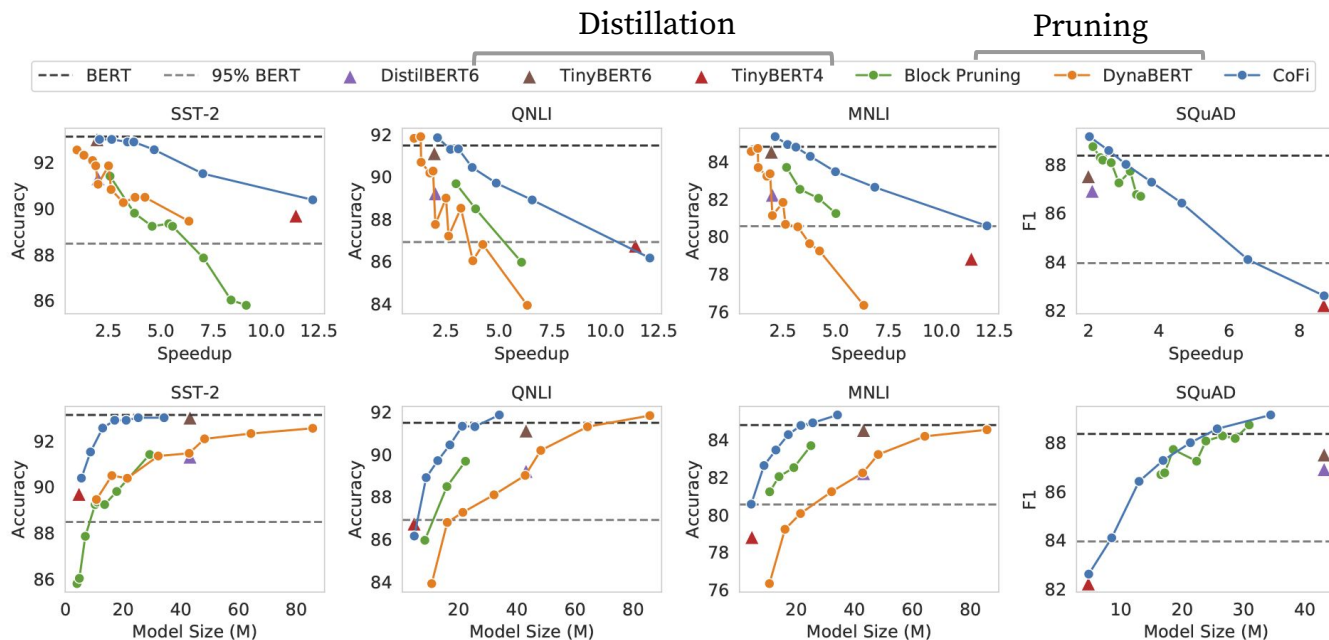 Distillation Pruning
BERT 95% BERT DistilBERT6 TinyBERT6 TinyBERT4 Block Pruning DynaBERT CoFi
SST-2 QNLI MNLI SQuAD
Accuracy
92
90
88
86
2.5 5.0 7.5 10.0 12.5
Speedup
Accuracy
92
90
88
86
84
2.5 5.0 7.5 10.0 12.5
Speedup
Accuracy
84
82
80
78
76
2.5 5.0 7.5 10.0 12.5
Speedup
F1
88
86
84
82
2 4 6 8
Speedup
SST-2 QNLI MNLI SQuAD
Accuracy
92
90
88
86
0 20 40 60 80
Model Size (M)
Accuracy
92
90
88
86
84
20 40 60 80
Model Size (M)
Accuracy
84
82
80
78
76
20 40 60 80
Model Size (M)
F1
88
86
84
82
10 20 30 40
Model Size (M)